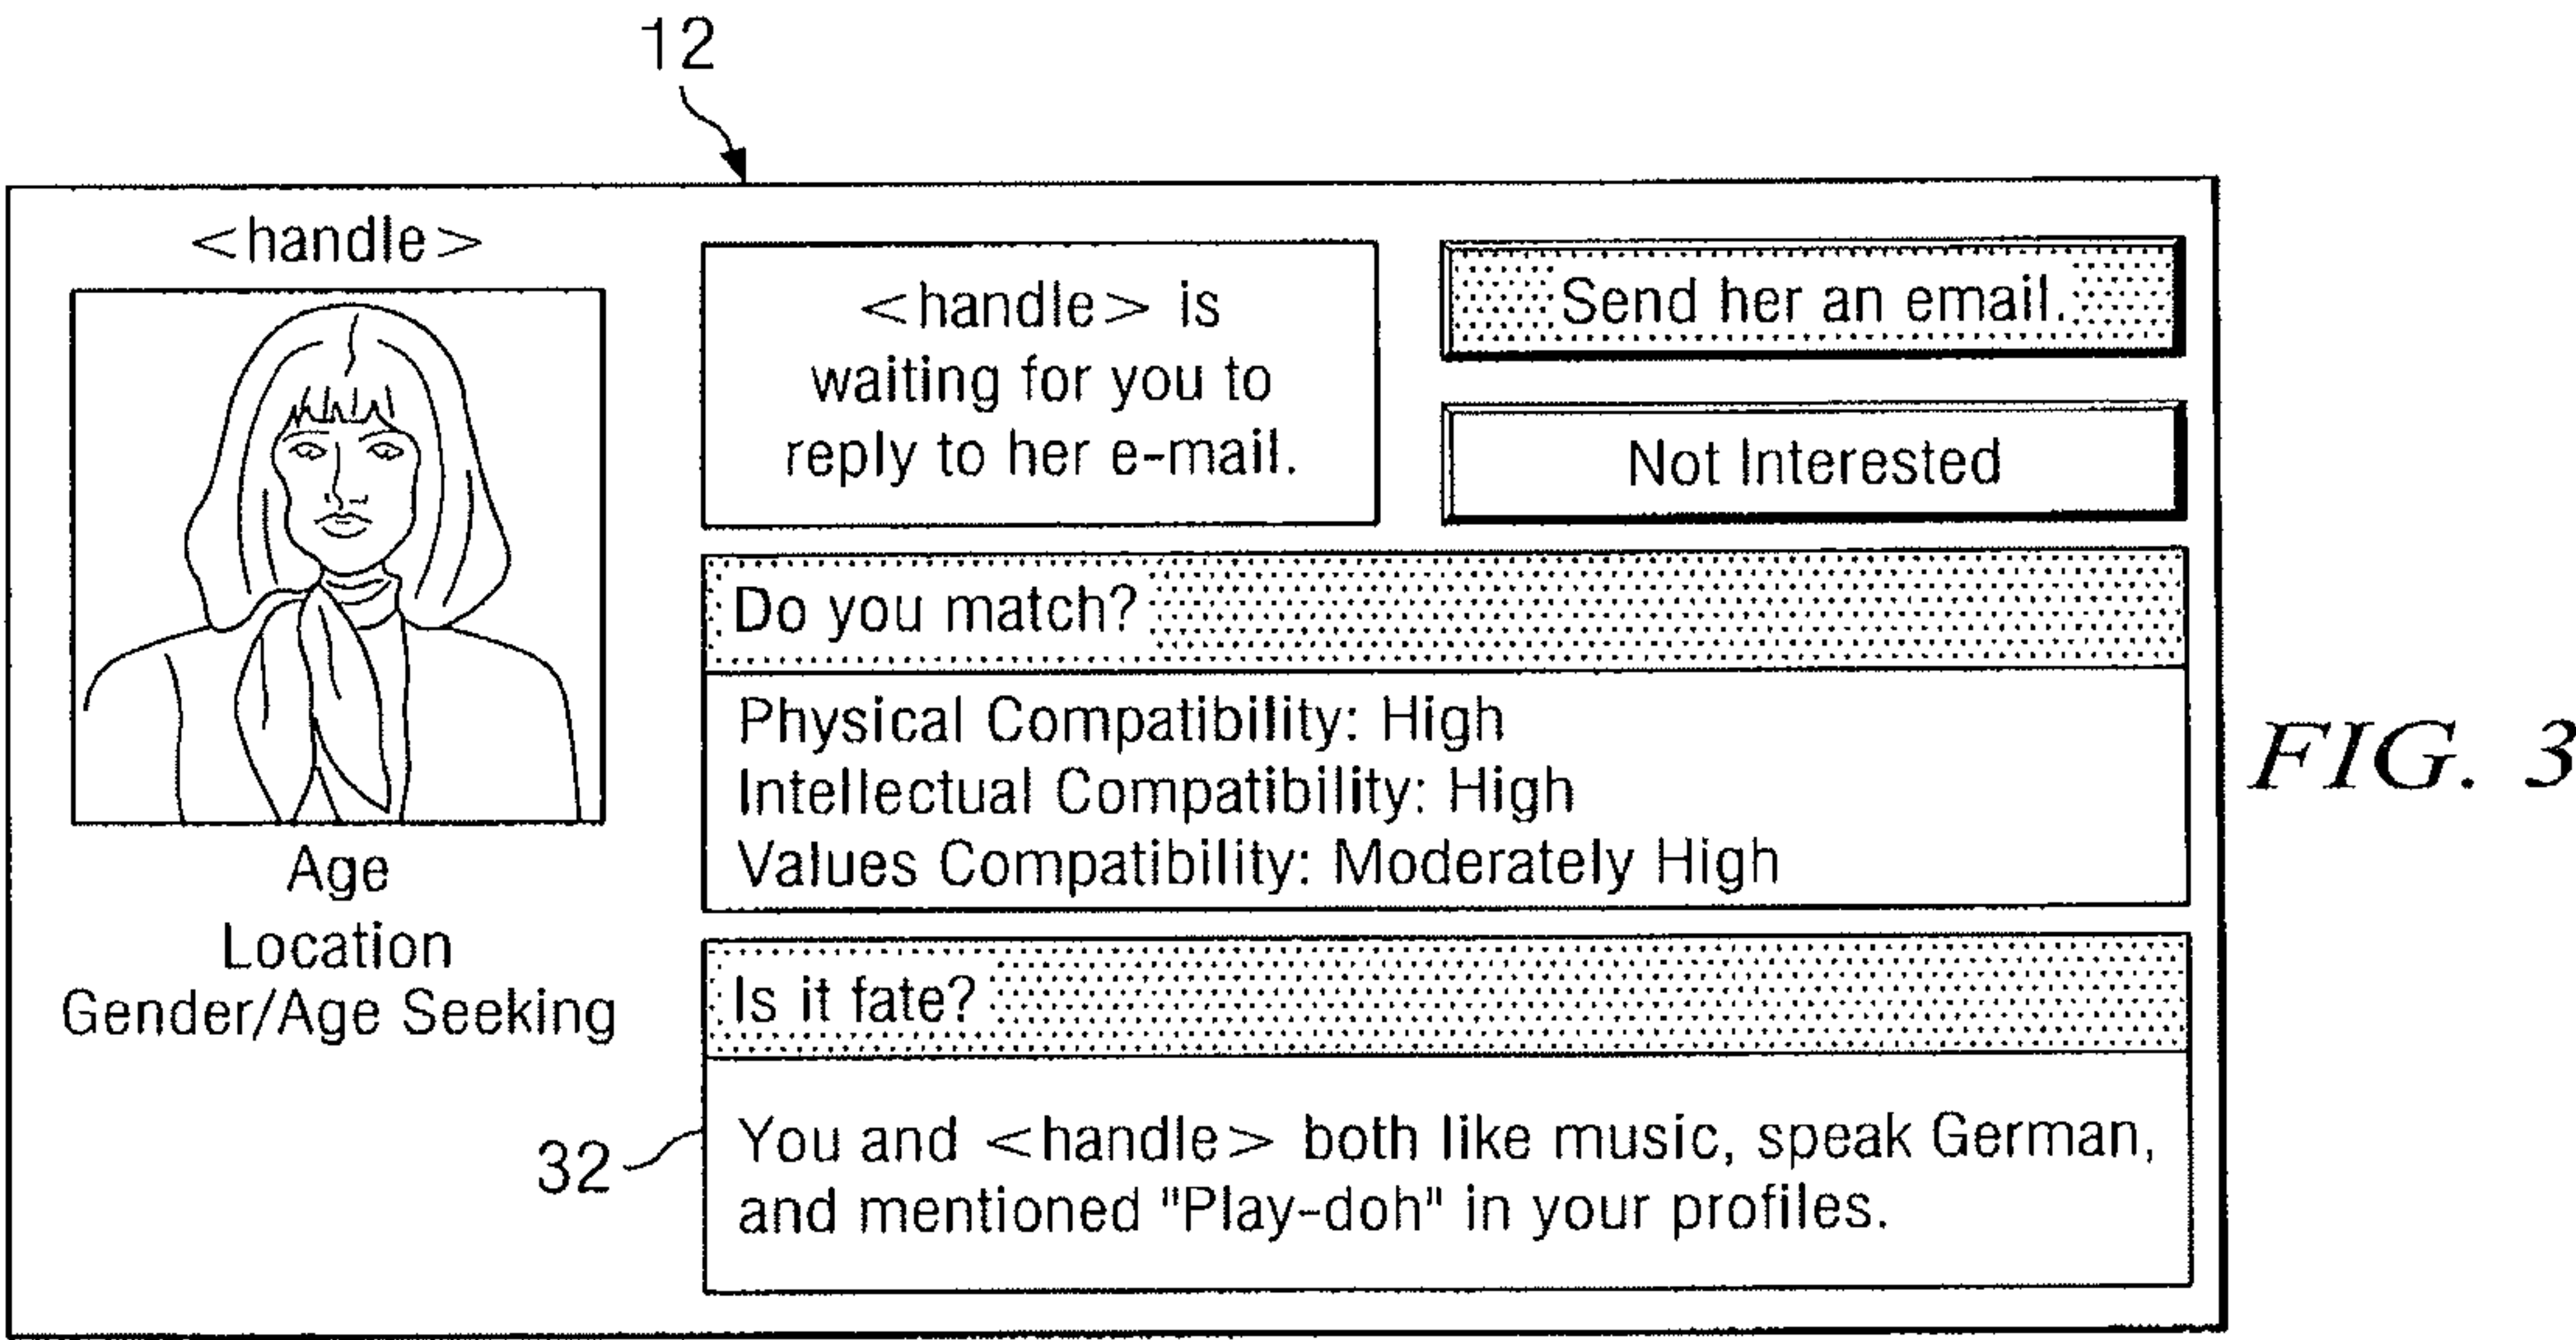 12
<handle>
<handle> is
waiting for you to
reply to her e-mail.
Send her an email.
Not Interested
Do you match?
Physical Compatibility: High
Intellectual Compatibility: High
Values Compatibility: Moderately High
Age
Location
Gender/Age Seeking
Is it fate?
32
You and <handle> both like music, speak German,
and mentioned "Play-doh" in your profiles.
FIG. 3